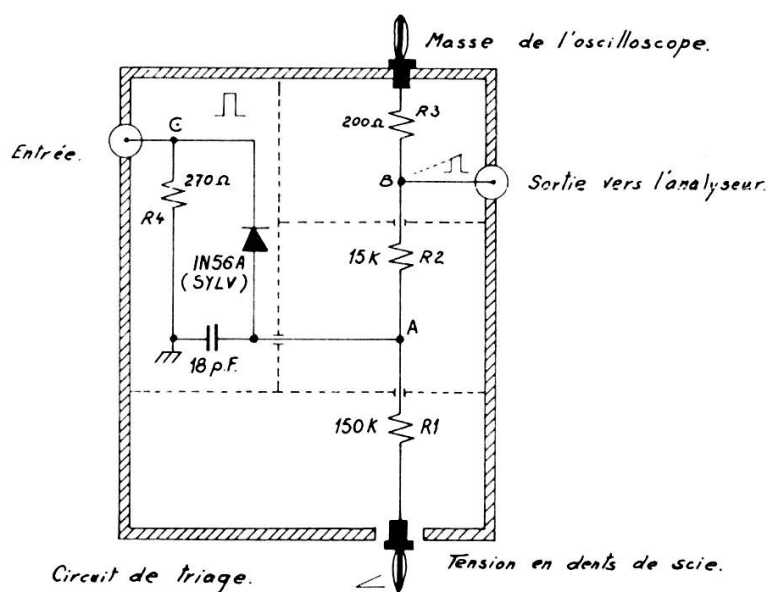 Masse de l'oscilloscope.
R3
200Ω
C
Entrée.
270Ω
R4
B
Sortie vers l'analyseur.
1N56A
(SYLV)
15K R2
A
18 p.F.
150K R1
Tension en dents de scie.
Circuit de triage.